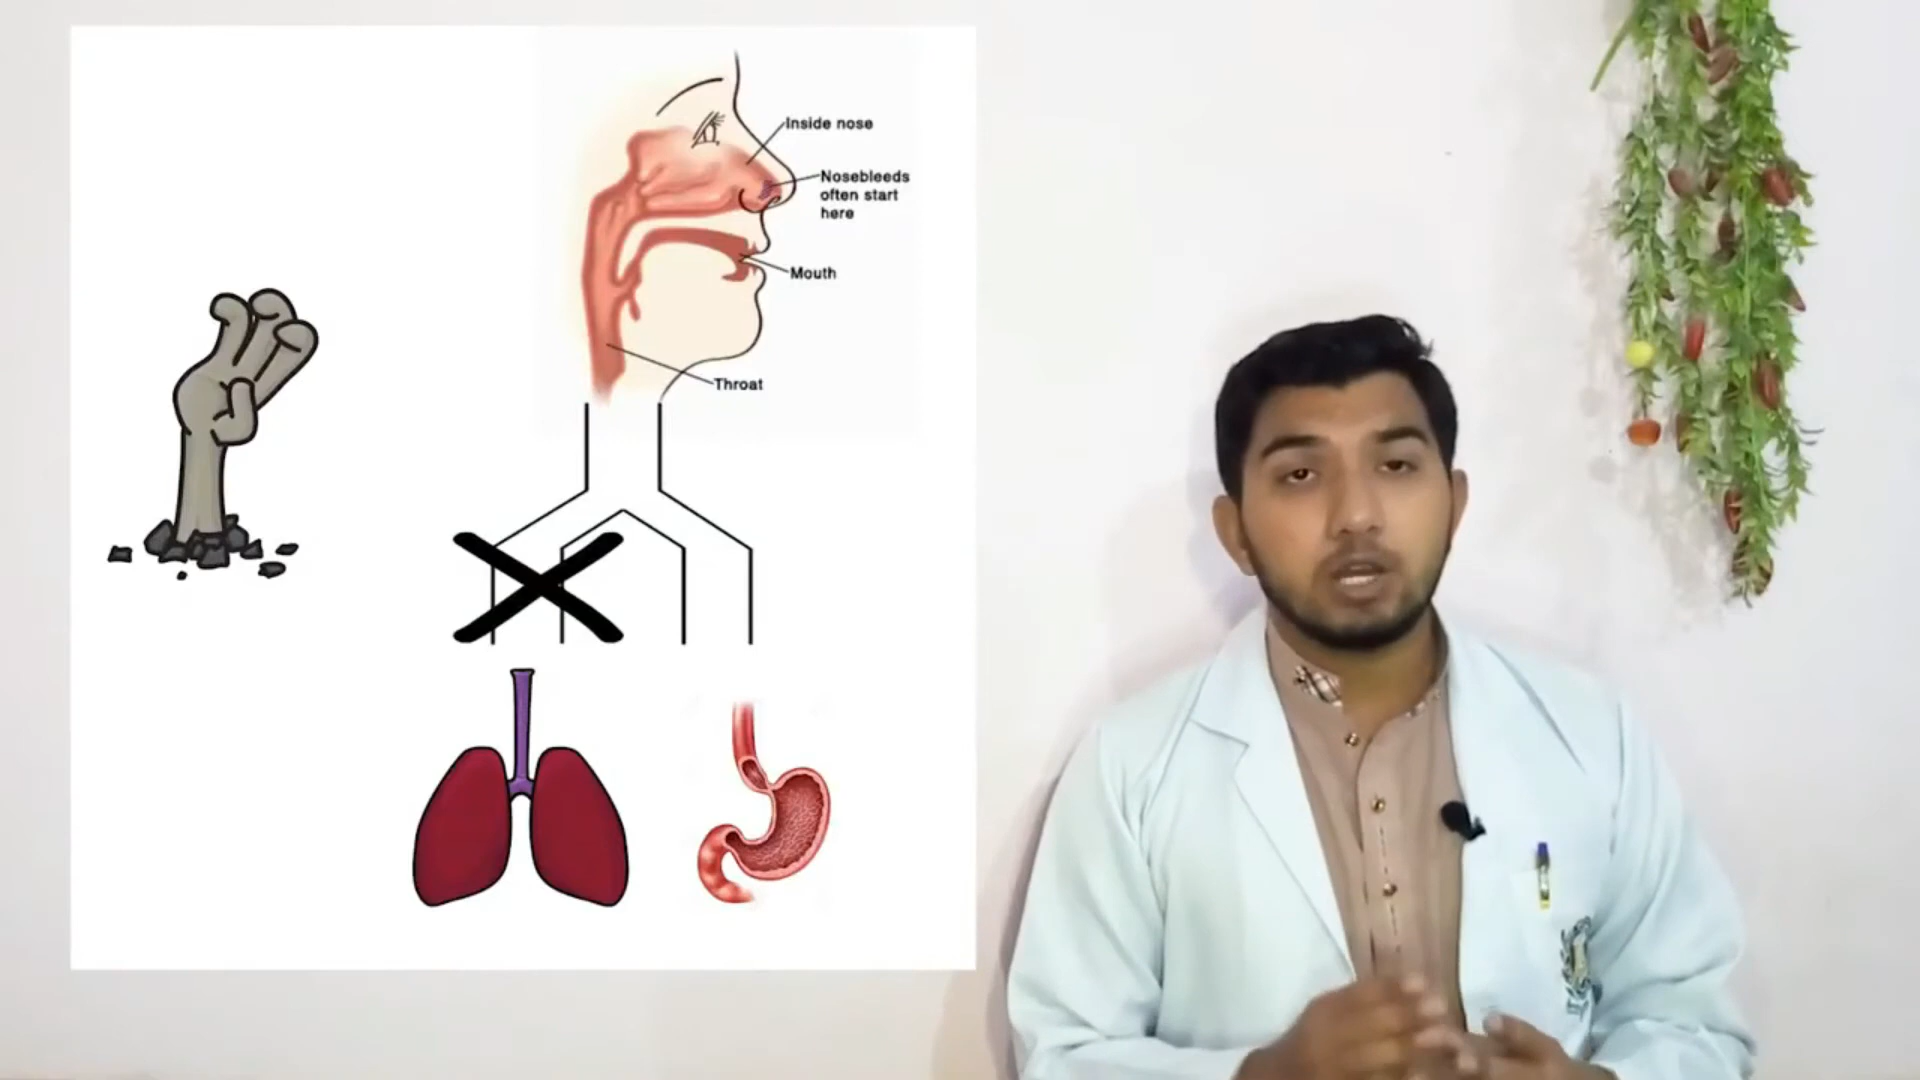 Inside nose
Nosebleeds
often start
here
Mouth
Throat